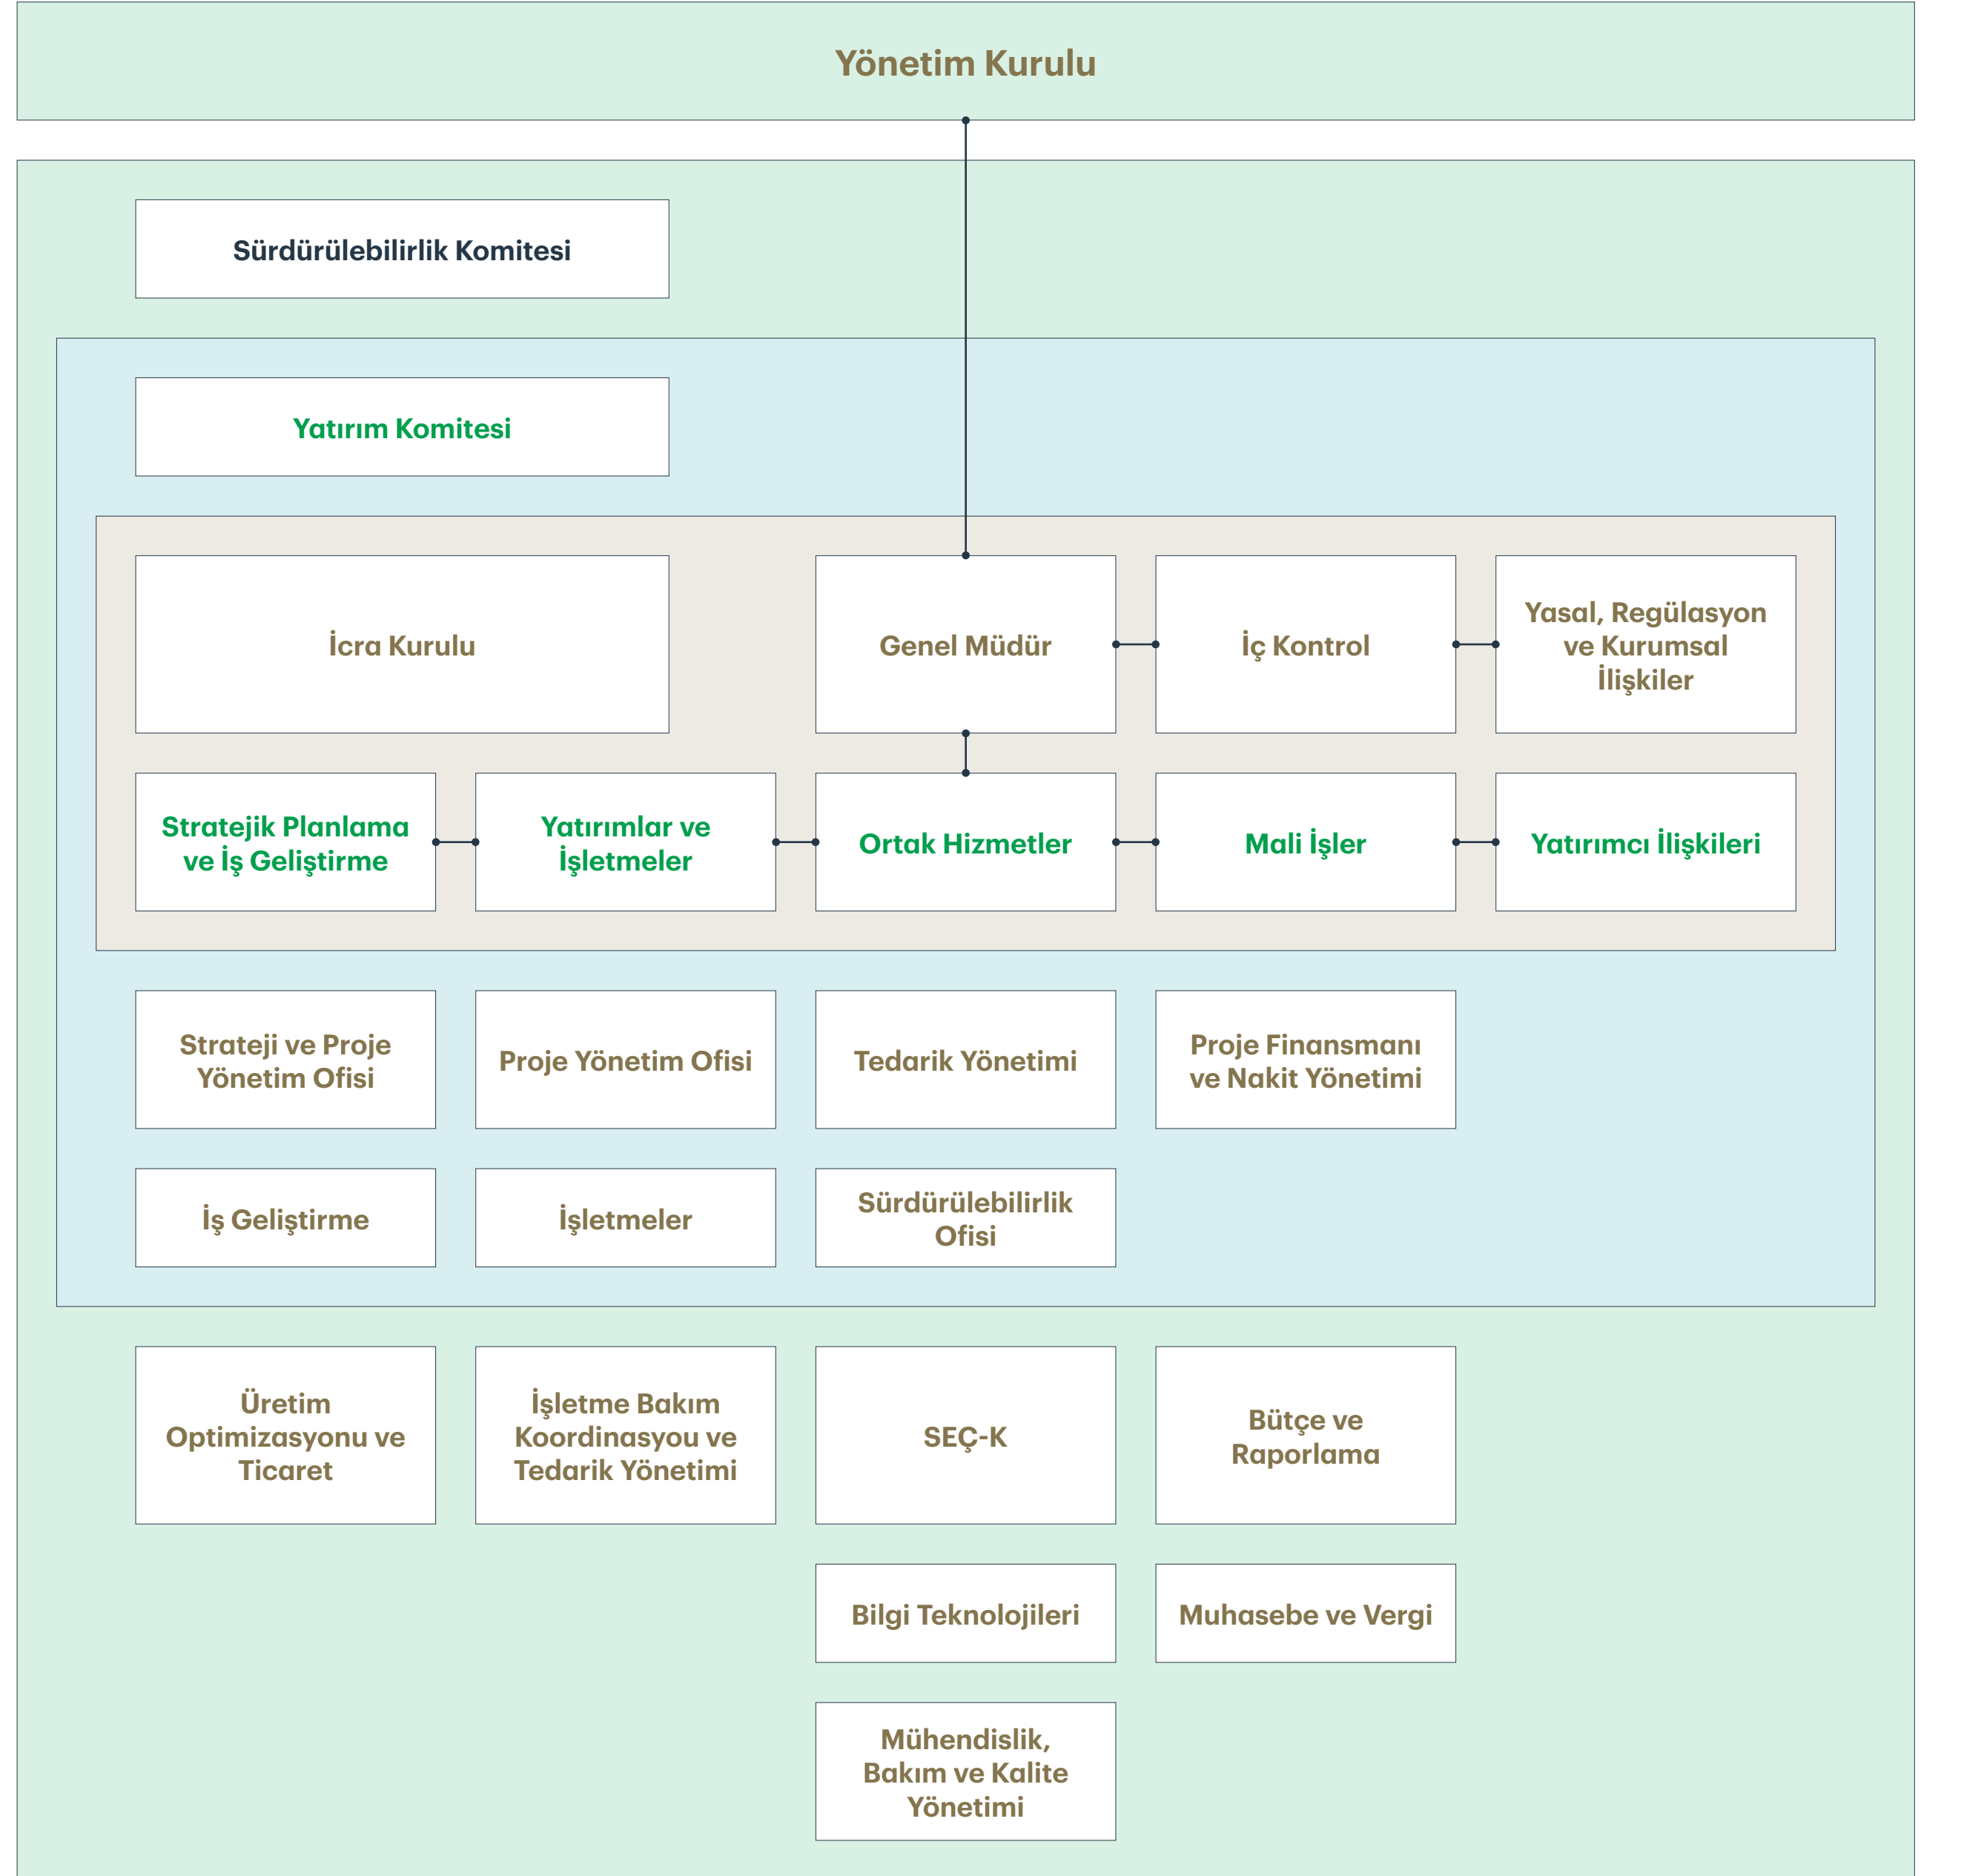 Yönetim Kurulu
Sürdürülebilirlik Komitesi
Yatırım Komitesi
İcra Kurulu
Genel Müdür
İç Kontrol
Yasal, Regülasyon
ve Kurumsal
İlişkiler
Stratejik Planlama
ve İş Geliştirme
Yatırımlar ve
İşletmeler
Ortak Hizmetler
Mali İşler
Yatırımcı İlişkileri
Strateji ve Proje
Yönetim Ofisi
Proje Yönetim Ofisi
Tedarik Yönetimi
Proje Finansmanı
ve Nakit Yönetimi
İş Geliştirme
İşletmeler
Sürdürülebilirlik
Ofisi
Üretim
Optimizasyonu ve
Ticaret
İşletme Bakım
Koordinasyou ve
Tedarik Yönetimi
SEÇ-K
Bütçe ve
Raporlama
Bilgi Teknolojileri
Muhasebe ve Vergi
Mühendislik,
Bakım ve Kalite
Yönetimi